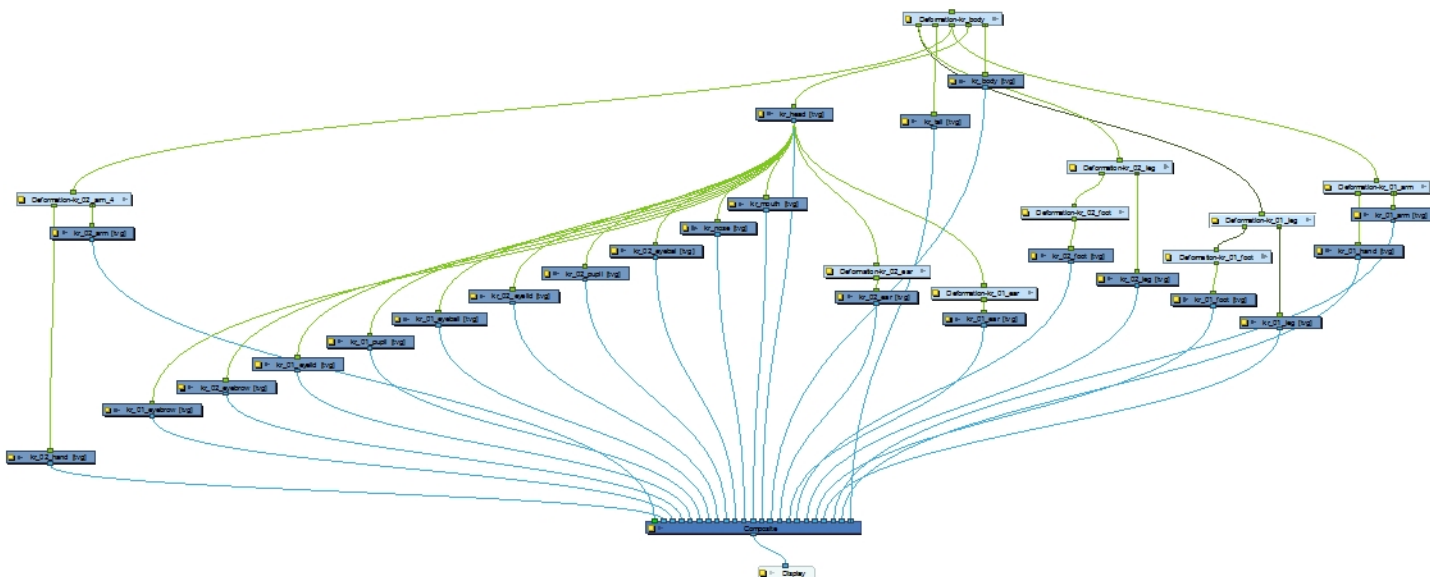 Deformation-kr_body
kr_body [tvg]
kr_head [tvg]
kr_tail [tvg]
Deformation-kr_02_leg
Deformation-kr_01_arm
Deformation-kr_02_arm_4
kr_mouth [tvg]
Deformation-kr_02_foot
kr_01_arm [tvg]
Deformation-kr_01_leg
kr_nose [tvg]
kr_02_arm [tvg]
kr_02_eyebal [tvg]
kr_01_hand [tvg]
kr_02_foot [tvg]
Deformation-kr_01_foot
kr_02_pupil [tvg]
Deformation-kr_02_ear
kr_02_leg [tvg]
kr_02_eyelid [tvg]
kr_02_ear [tvg]
Deformation-kr_01_ear
kr_01_foot [tvg]
kr_01_eyeball [tvg]
kr_01_ear [tvg]
kr_01_leg [tvg]
kr_01_pupil [tvg]
kr_01_eyelid [tvg]
kr_02_eyebrow [tvg]
kr_01_eyebrow [tvg]
kr_02_hand [tvg]
Composite
Display